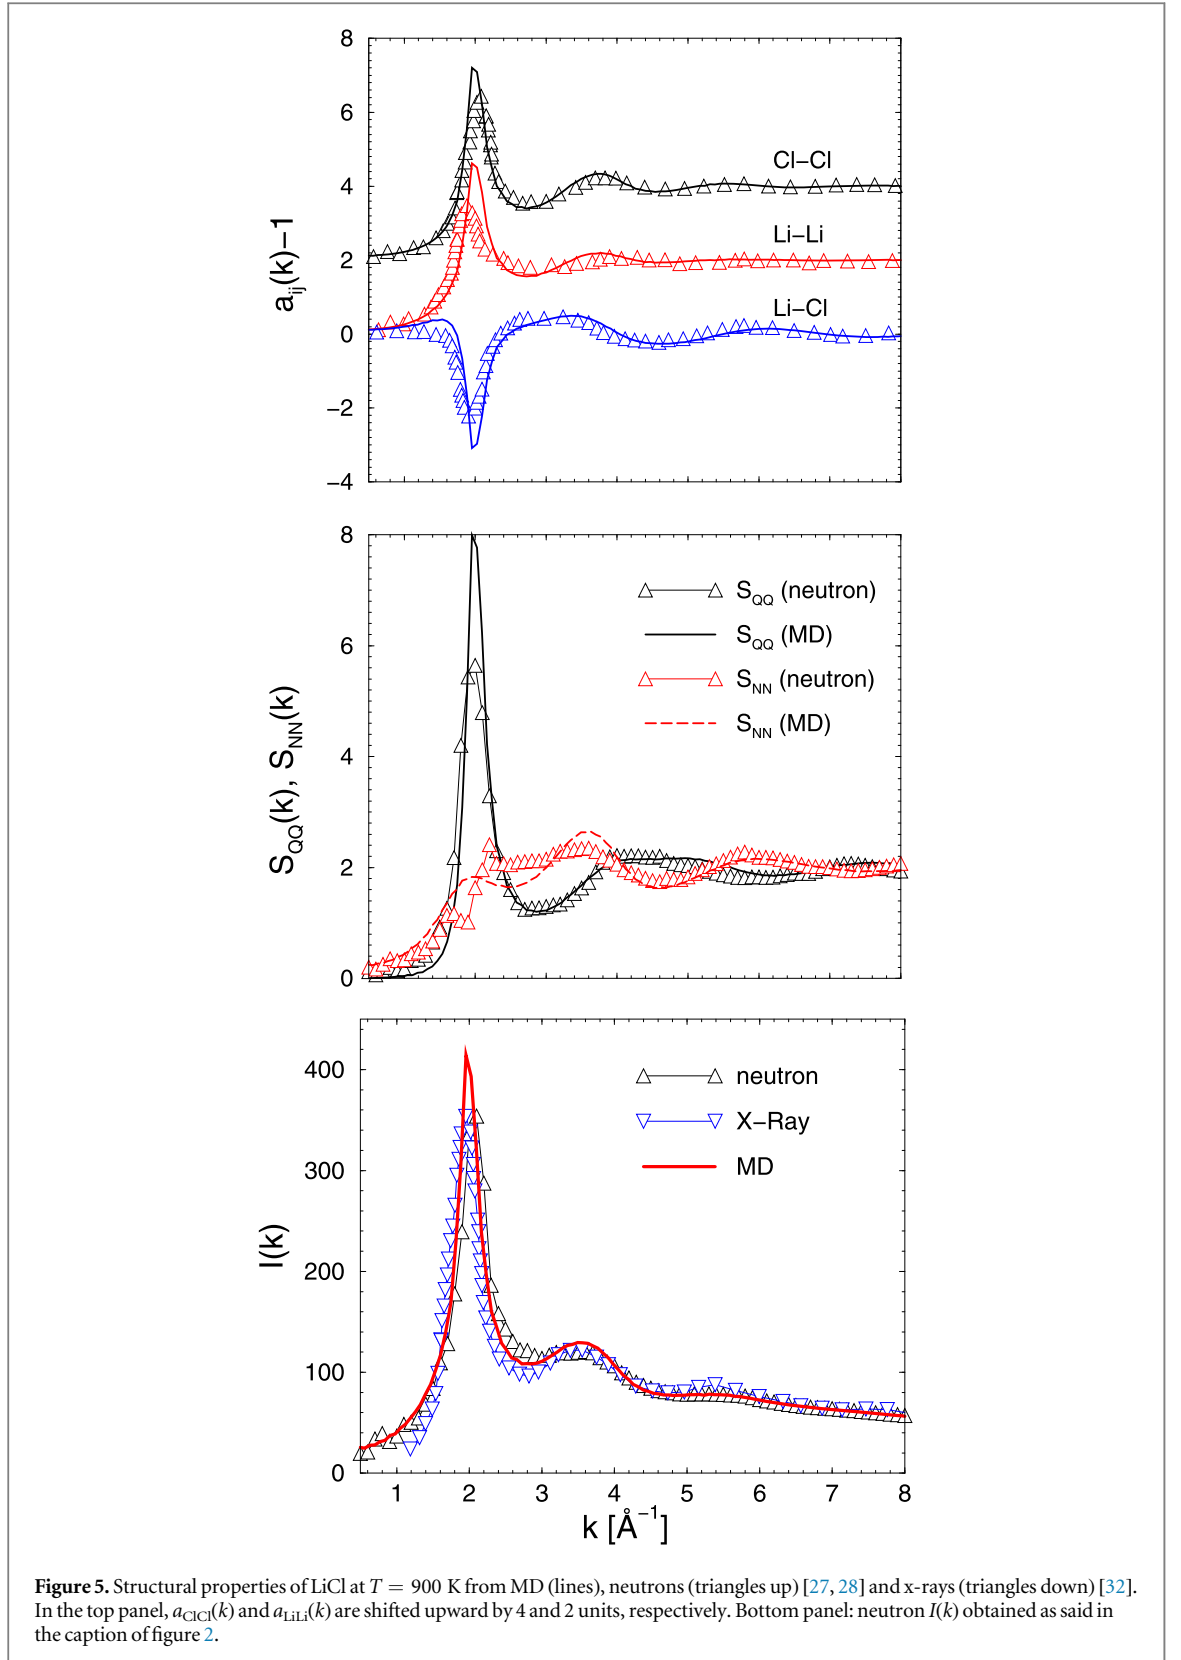 8
6
4
2
0
−2
−4
a_ij(k)−1
Cl−Cl
Li−Li
Li−Cl
8
6
4
2
0
S_QQ(k), S_NN(k)
S_QQ (neutron)
S_QQ (MD)
S_NN (neutron)
S_NN (MD)
400
300
200
100
0
I(k)
neutron
X−Ray
MD
1 2 3 4 5 6 7 8
k [Å⁻¹]
Figure 5. Structural properties of LiCl at T = 900 K from MD (lines), neutrons (triangles up) [27, 28] and x-rays (triangles down) [32].
In the top panel, a_ClCl(k) and a_LiLi(k) are shifted upward by 4 and 2 units, respectively. Bottom panel: neutron I(k) obtained as said in
the caption of figure 2.